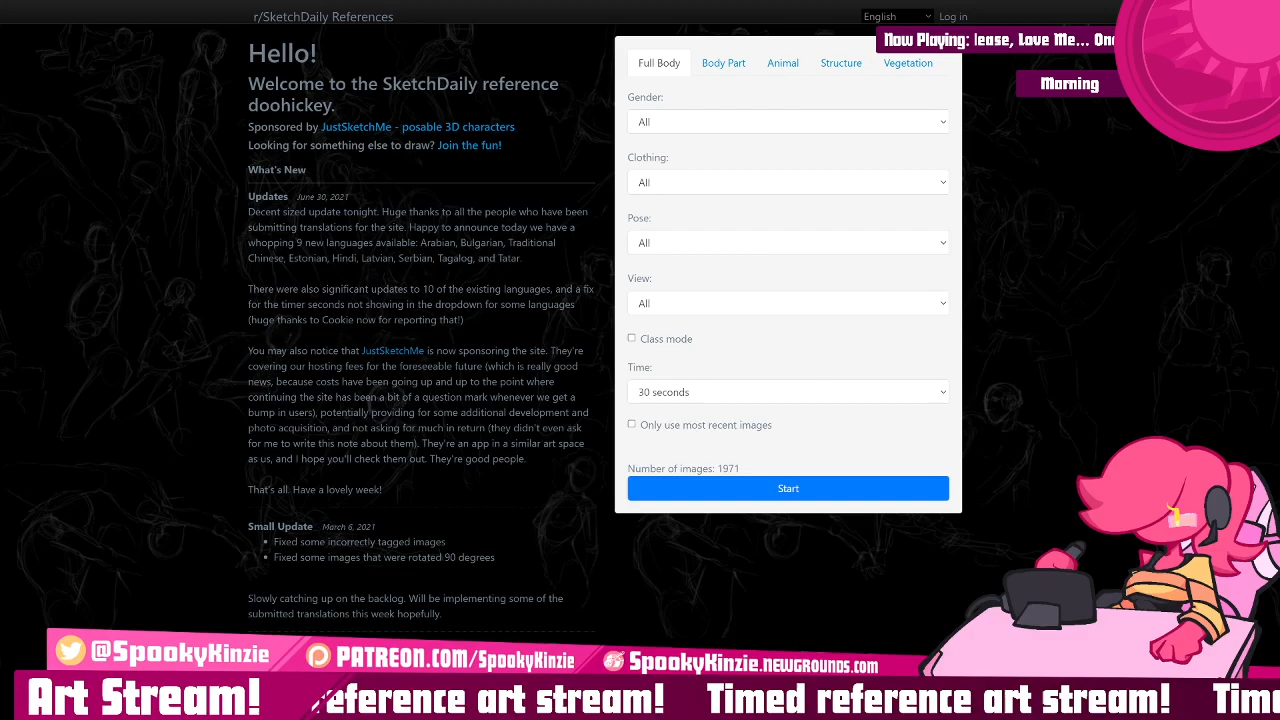 r/SketchDaily References
English
Log in
Now Playing: lease, Love Me... On
Morning
Hello!
Welcome to the SketchDaily reference
doohickey.
Sponsored by JustSketchMe - posable 3D characters
Looking for something else to draw? Join the fun!
What's New
Updates June 30, 2021
Decent sized update tonight. Huge thanks to all the people who have been
submitting translations for the site. Happy to announce today we have a
whopping 9 new languages available: Arabian, Bulgarian, Traditional
Chinese, Estonian, Hindi, Latvian, Serbian, Tagalog, and Tatar.
There were also significant updates to 10 of the existing languages, and a fix
for the timer seconds not showing in the dropdown for some languages
(huge thanks to Cookie now for reporting that!)
You may also notice that JustSketchMe is now sponsoring the site. They're
covering our hosting fees for the foreseeable future (which is really good
news, because costs have been going up and up to the point where
continuing the site has been a bit of a question mark whenever we get a
bump in users), potentially providing for some additional development and
photo acquisition, and not asking for much in return (they didn't even ask
for me to write this note about them). They're an app in a similar art space
as us, and I hope you'll check them out. They're good people.
That's all. Have a lovely week!
Small Update March 6, 2021
• Fixed some incorrectly tagged images
• Fixed some images that were rotated 90 degrees
Slowly catching up on the backlog. Will be implementing some of the
submitted translations this week hopefully.
Full Body Body Part Animal Structure Vegetation
Gender:
All
Clothing:
All
Pose:
All
View:
All
Class mode
Time:
30 seconds
Only use most recent images
Number of images: 1971
Start
@SpookyKinzie PATREON.COM/SpookyKinzie SpookyKinzie.NEWGROUNDS.COM
Art Stream! eference art stream! Timed reference art stream! Time